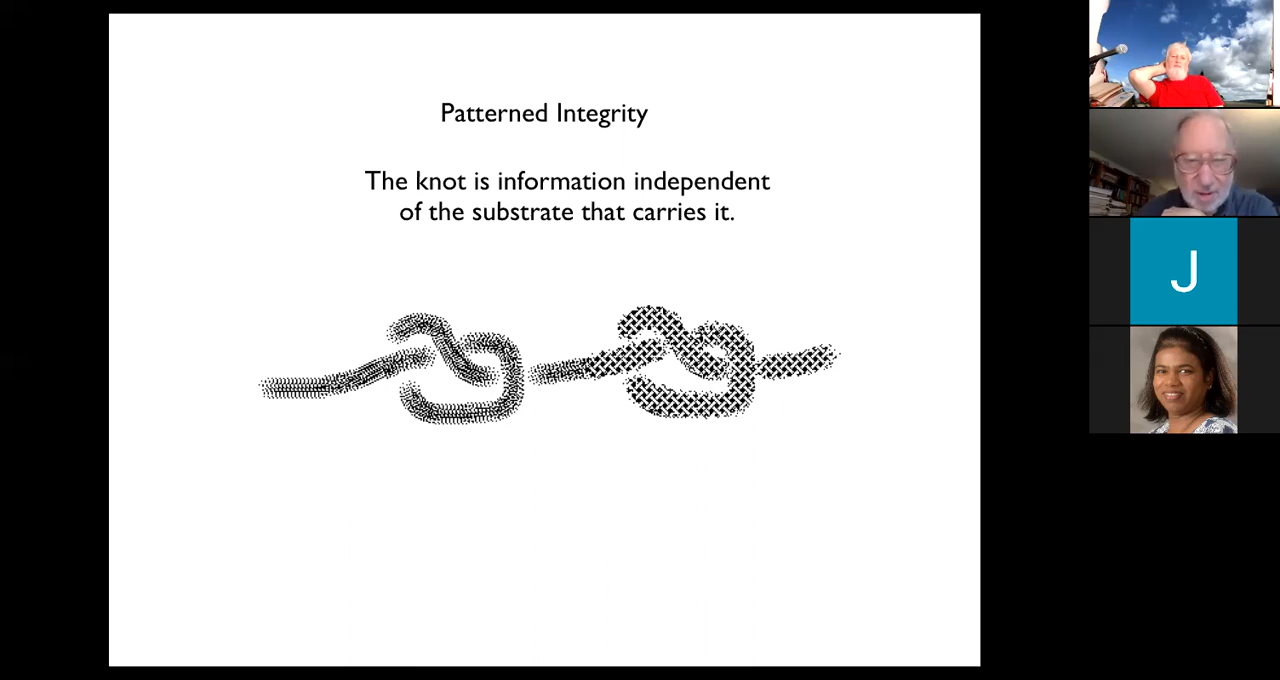 Patterned Integrity
The knot is information independent
of the substrate that carries it.
J